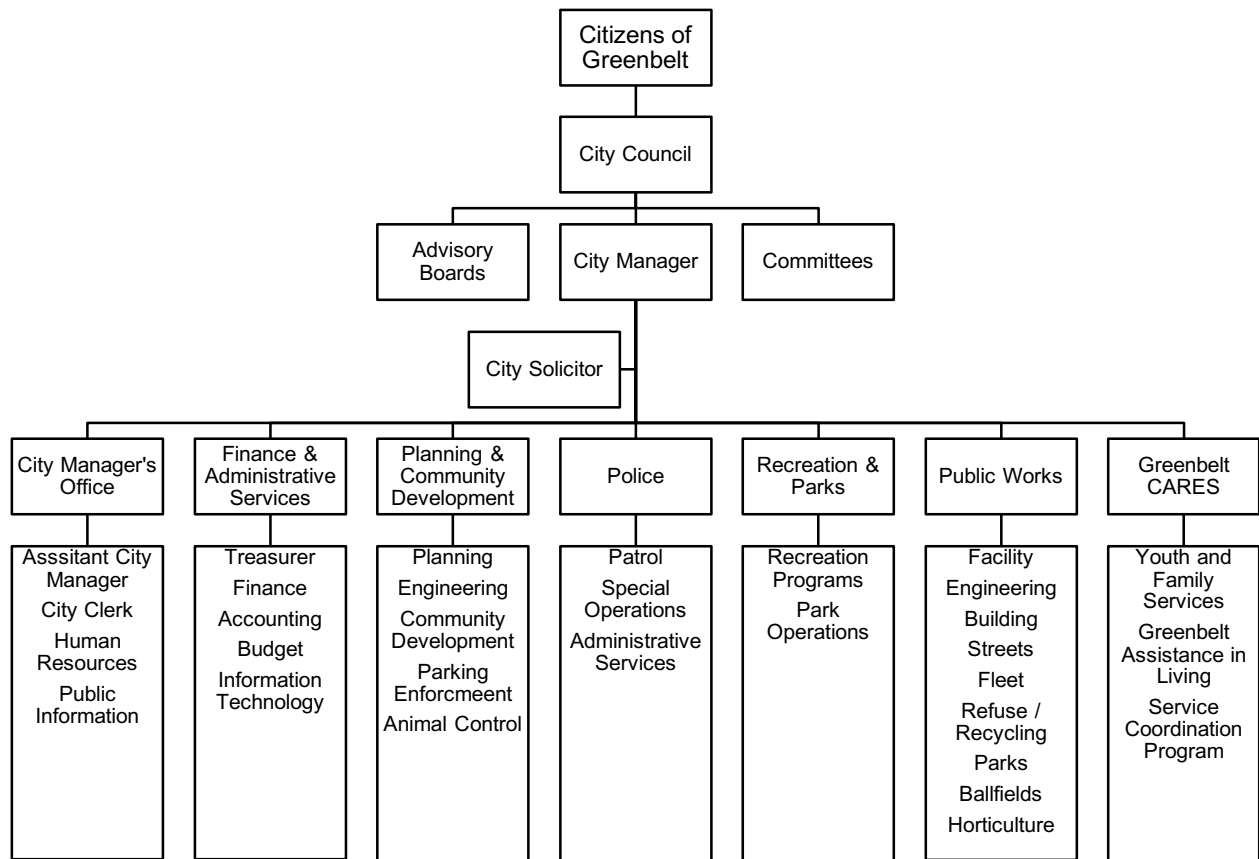 Citizens of
Greenbelt
City Council
Advisory
Boards
City Manager
Committees
City Solicitor
City Manager's
Office
Finance &
Administrative
Services
Planning &
Community
Development
Police
Recreation &
Parks
Public Works
Greenbelt
CARES
Asssitant City
Manager
City Clerk
Human
Resources
Public
Information
Treasurer
Finance
Accounting
Budget
Information
Technology
Planning
Engineering
Community
Development
Parking
Enforcmeent
Animal Control
Patrol
Special
Operations
Administrative
Services
Recreation
Programs
Park
Operations
Facility
Engineering
Building
Streets
Fleet
Refuse /
Recycling
Parks
Ballfields
Horticulture
Youth and
Family
Services
Greenbelt
Assistance in
Living
Service
Coordination
Program